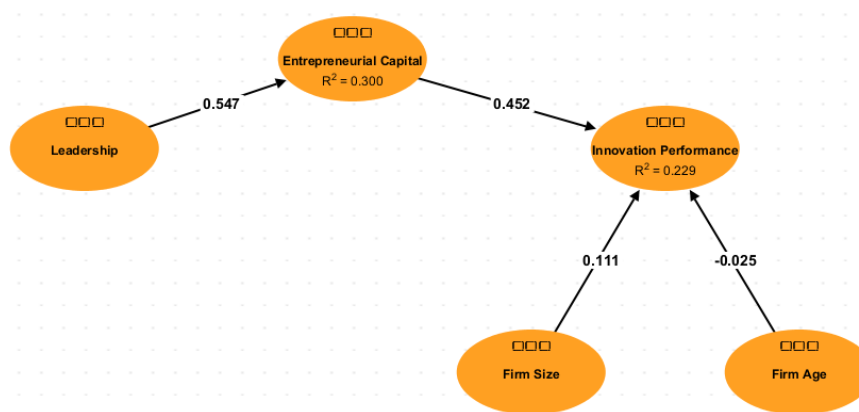 Entrepreneurial Capital
R² = 0.300
0.547
0.452
Leadership
Innovation Performance
R² = 0.229
0.111
-0.025
Firm Size
Firm Age